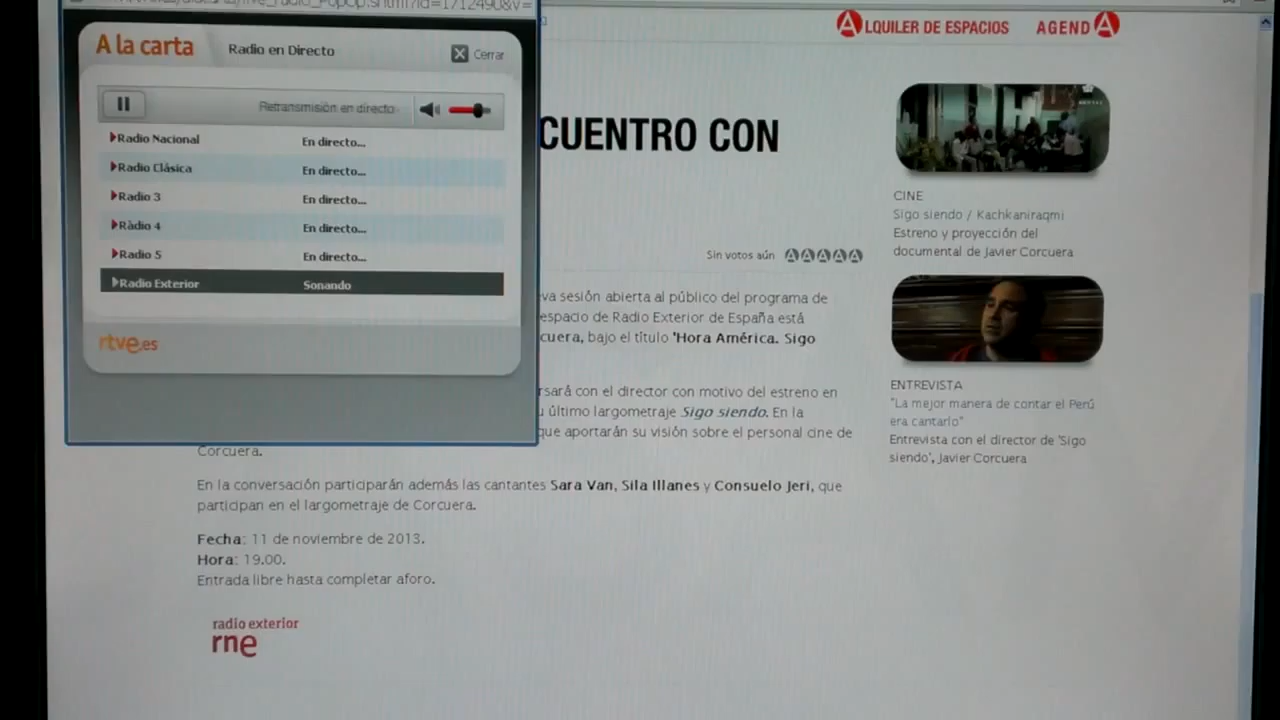 A la carta
Radio en Directo
Cerrar
Retransmisión en directo
Radio Nacional En directo...
Radio Clásica En directo...
Radio 3 En directo...
Ràdio 4 En directo...
Radio 5 En directo...
Radio Exterior Sonando
rtve.es
ALQUILER DE ESPACIOS
AGENDA
CUENTRO CON
Sin votos aún
va sesión abierta al público del programa de
espacio de Radio Exterior de España está
cuera, bajo el título 'Hora América. Sigo
rsará con el director con motivo del estreno en
u último largometraje Sigo siendo. En la
que aportarán su visión sobre el personal cine de
Corcuera.
En la conversación participarán además las cantantes Sara Van, Sila Illanes y Consuelo Jeri, que
participan en el largometraje de Corcuera.
Fecha: 11 de noviembre de 2013.
Hora: 19.00.
Entrada libre hasta completar aforo.
radio exterior
rne
CINE
Sigo siendo / Kachkaniraqmi
Estreno y proyección del
documental de Javier Corcuera
ENTREVISTA
"La mejor manera de contar el Perú
era cantarlo"
Entrevista con el director de 'Sigo
siendo', Javier Corcuera